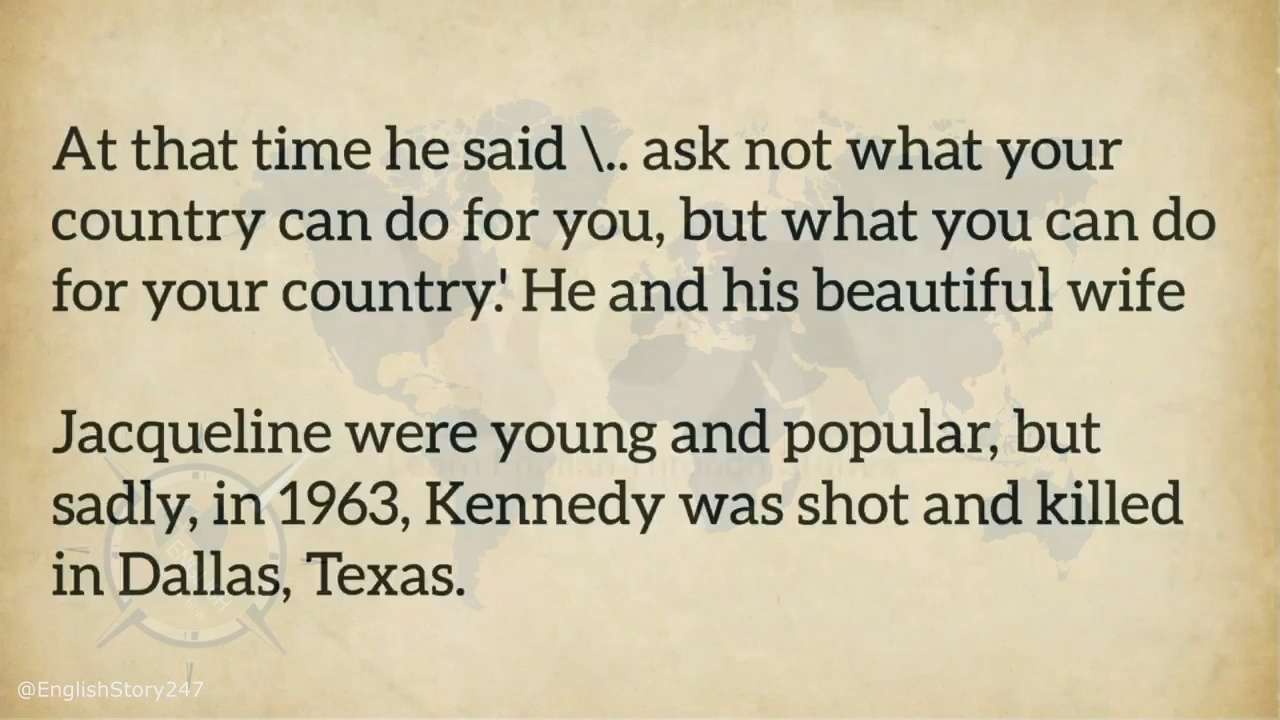 At that time he said \.. ask not what your
country can do for you, but what you can do
for your country.' He and his beautiful wife
Jacqueline were young and popular, but
sadly, in 1963, Kennedy was shot and killed
in Dallas, Texas.
@EnglishStory247